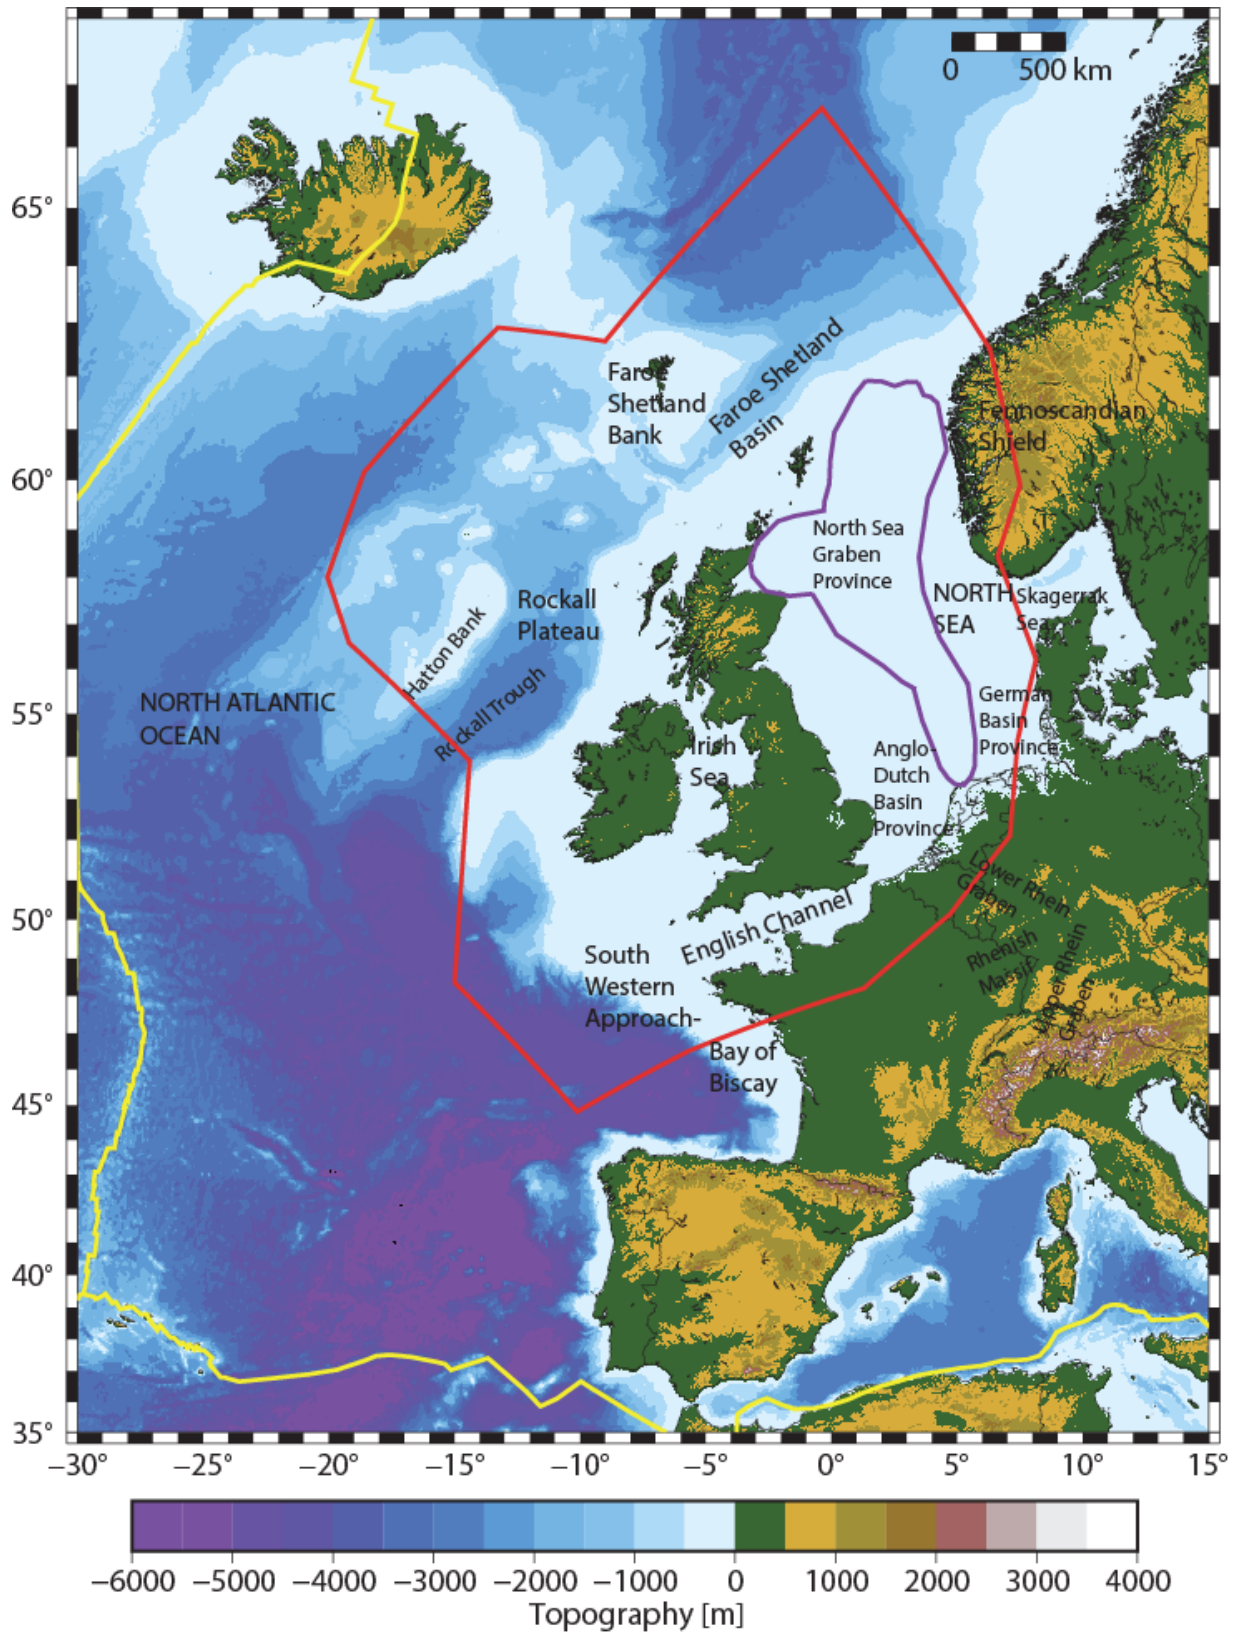 0 500 km
65°
60°
55°
50°
45°
40°
35°
Faroe
Shetland
Bank
Faroe Shetland
Basin
Fennoscandian
Shield
North Sea
Graben
Province
NORTH
SEA
Skagerrak
Sea
Rockall
Plateau
Hatton Bank
Rockall Trough
NORTH ATLANTIC
OCEAN
Irish
Sea
German
Basin
Province
Anglo-
Dutch
Basin
Province
Lower Rhein
Graben
English Channel
South
Western
Approach-
Rhenish
Massif
Upper Rhein
Graben
Bay of
Biscay
−30° −25° −20° −15° −10° −5° 0° 5° 10° 15°
−6000 −5000 −4000 −3000 −2000 −1000 0 1000 2000 3000 4000
Topography [m]